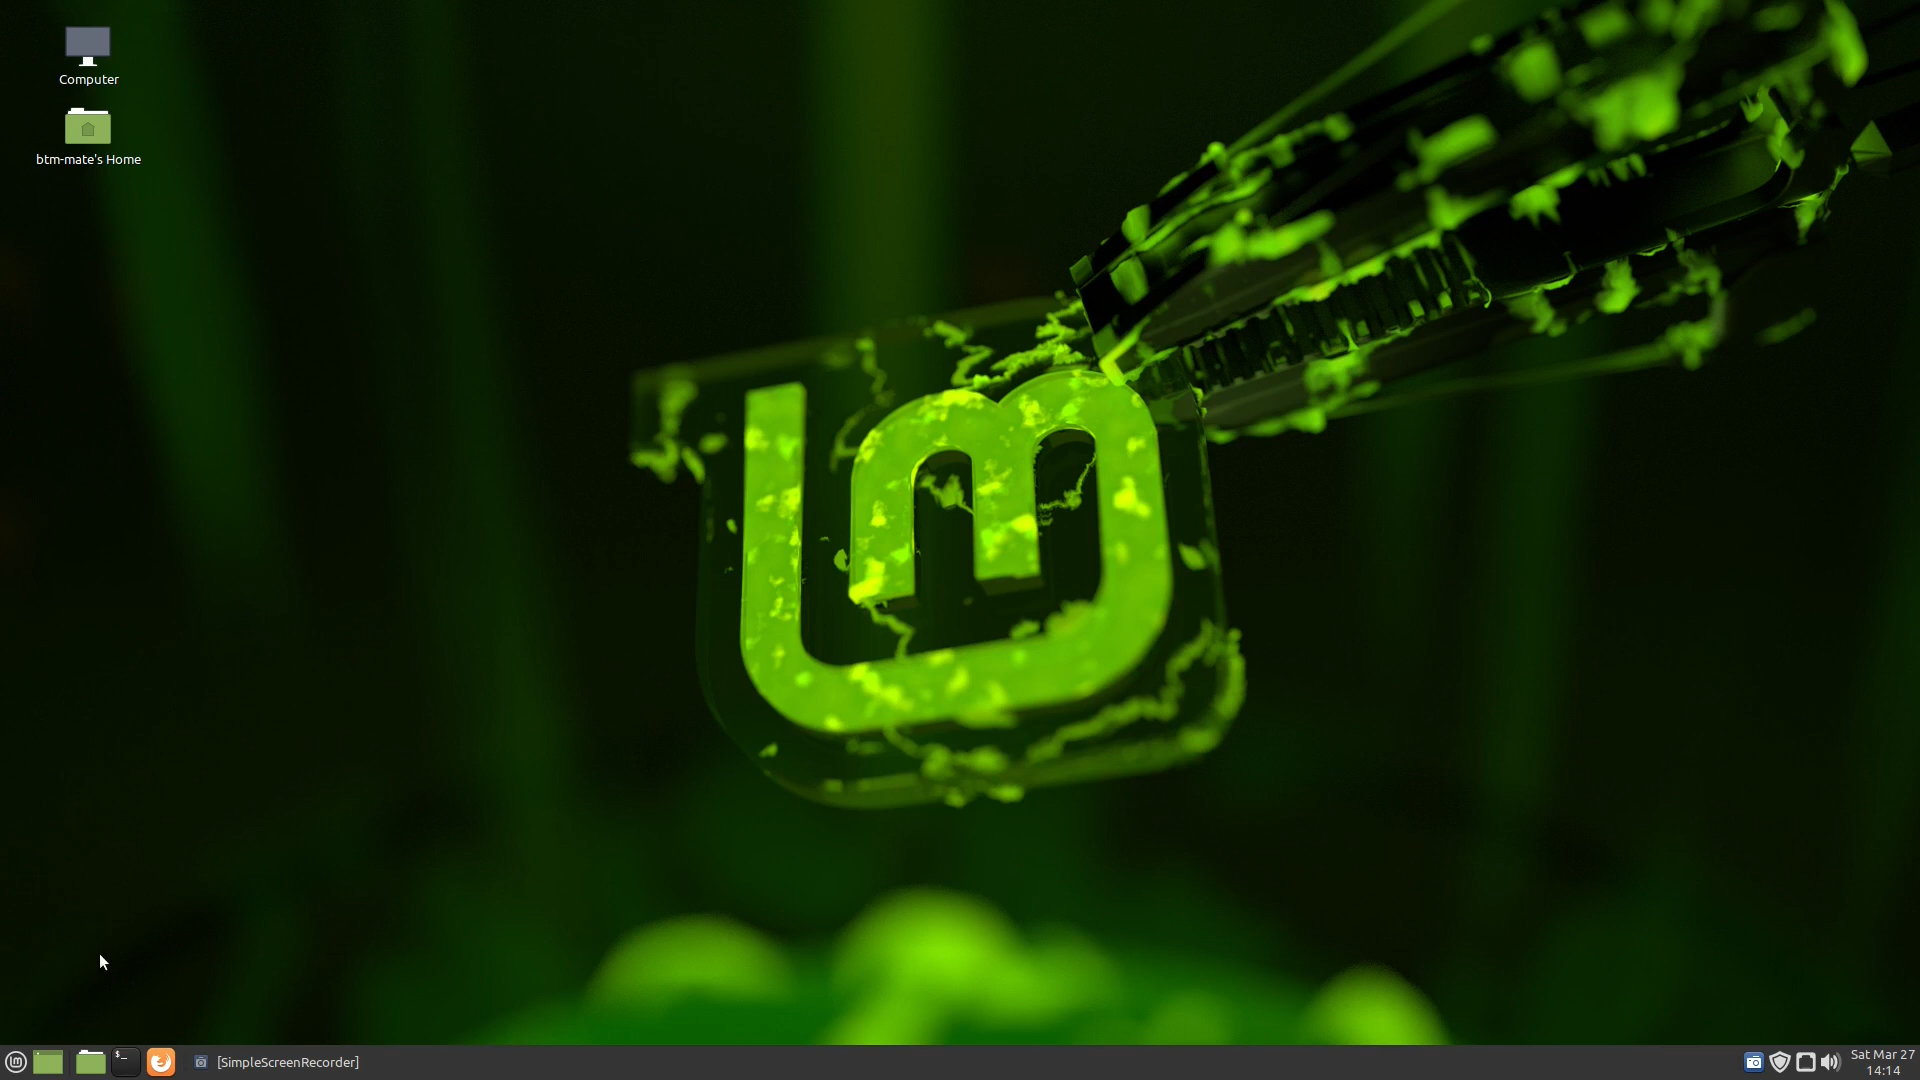 Computer
btm-mate's Home
$_
[SimpleScreenRecorder]
Sat Mar 27
14:14